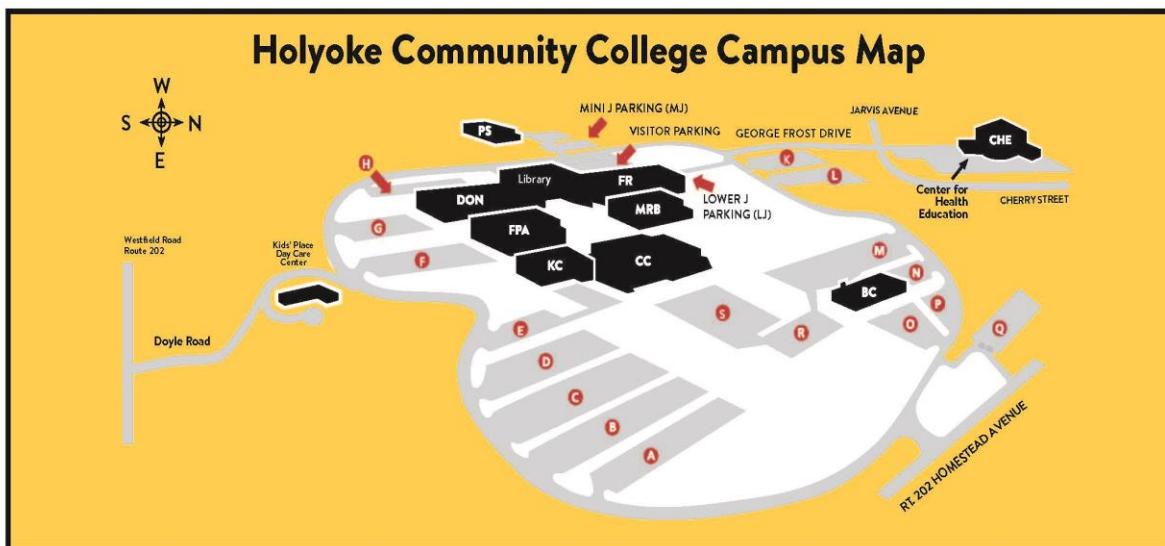 Holyoke Community College Campus Map
W
S
N
E
MINI J PARKING (MJ)
VISITOR PARKING
GEORGE FROST DRIVE
JARVIS AVENUE
PS
CHE
H
K
L
Library
FR
DON
MRB
LOWER J
PARKING (LJ)
Center for
Health
Education
CHERRY STREET
G
FPA
F
KC
CC
M
N
BC
P
Westfield Road
Route 202
Kids' Place
Day Care
Center
Doyle Road
E
S
R
O
Q
D
C
B
A
RT. 202 HOMESTEAD AVENUE